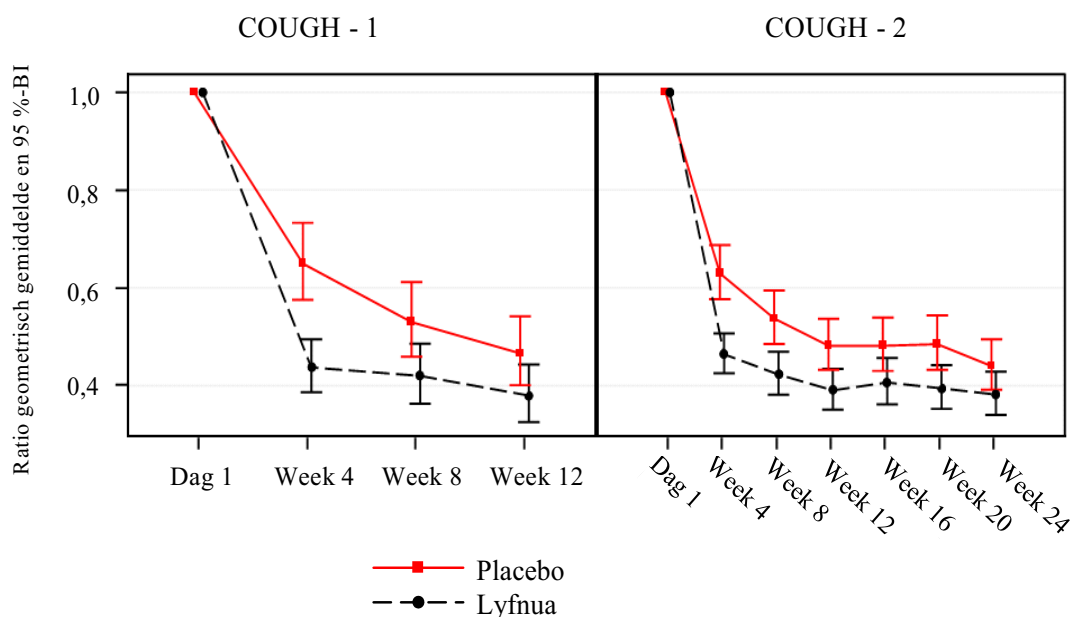 COUGH - 1
COUGH - 2
Ratio geometrisch gemiddelde en 95 %-BI
1,0
0,8
0,6
0,4
Dag 1
Week 4
Week 8
Week 12
Dag 1
Week 4
Week 8
Week 12
Week 16
Week 20
Week 24
Placebo
Lyfnua